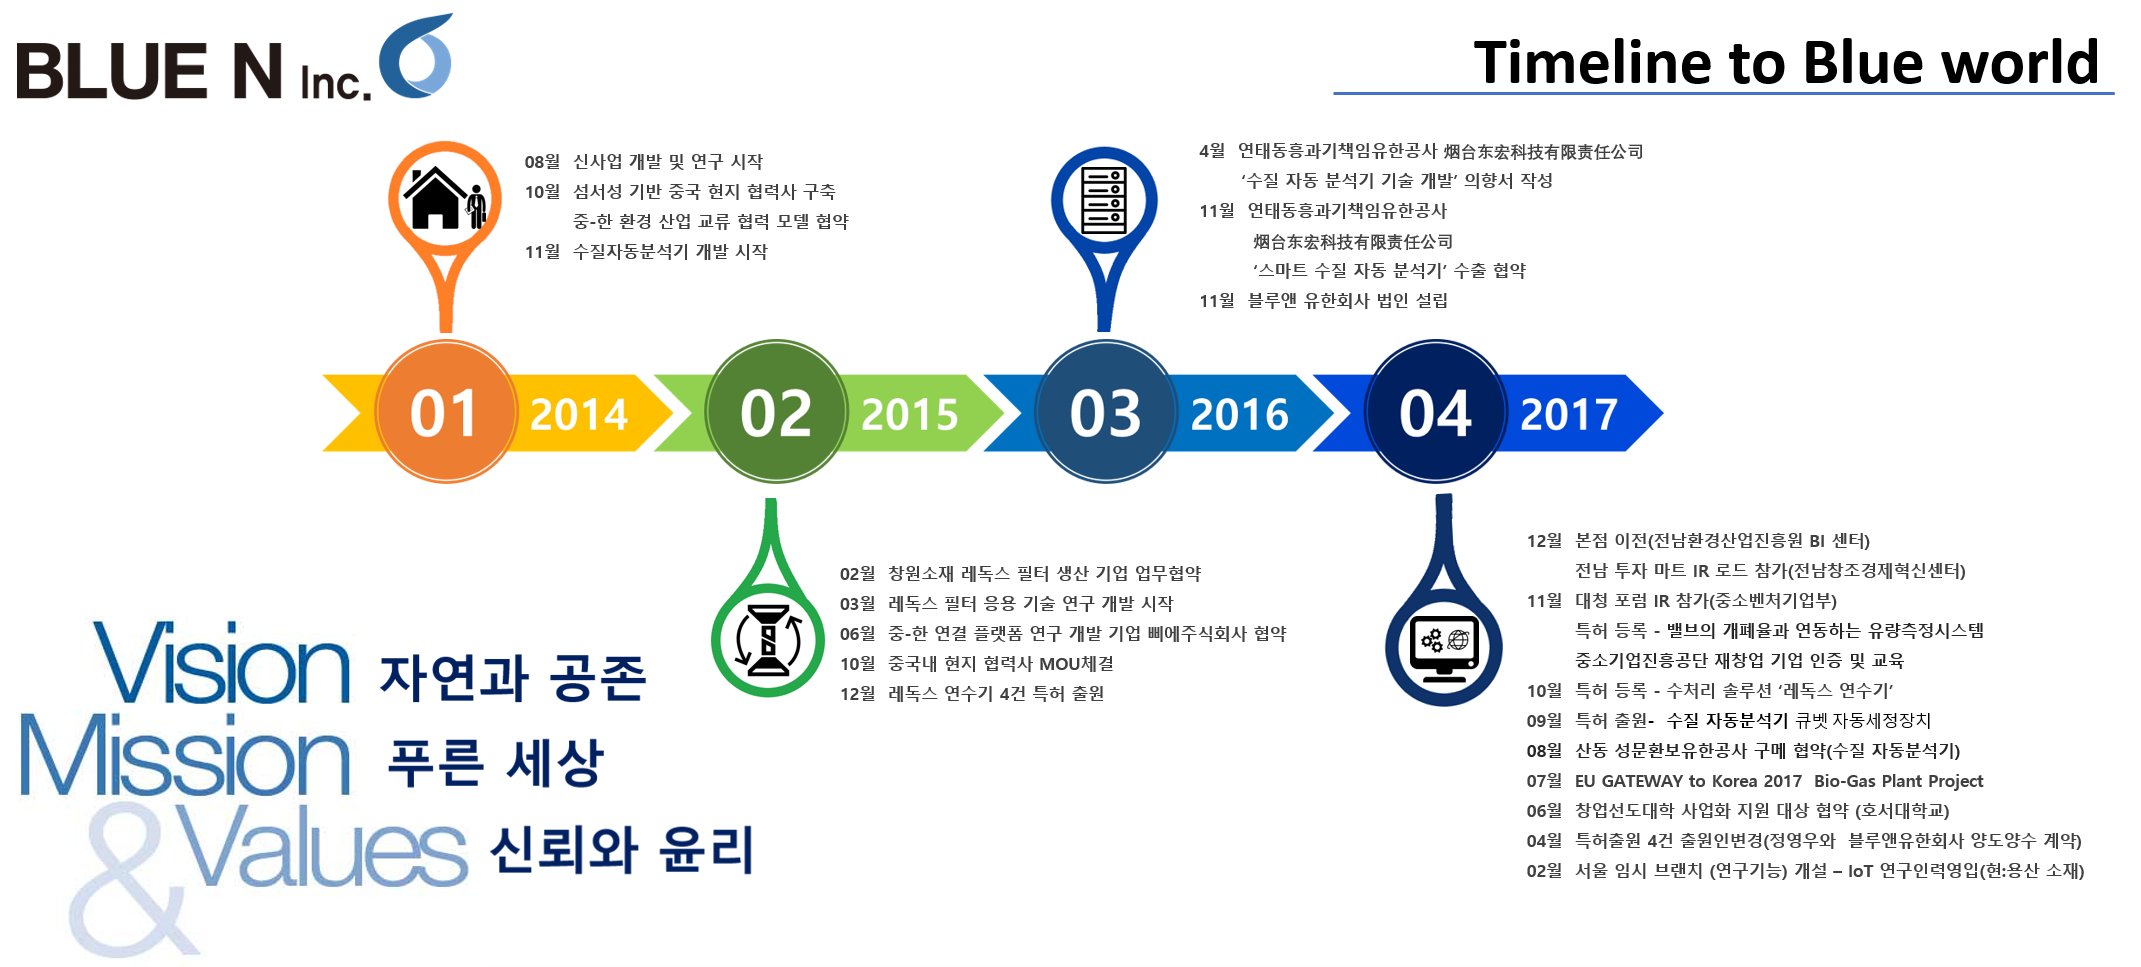 BLUE N Inc.
Timeline to Blue world
08월 신사업 개발 및 연구 시작
10월 섬서성 기반 중국 현지 협력사 구축
중-한 환경 산업 교류 협력 모델 협약
11월 수질자동분석기 개발 시작
4월 연태동흥과기책임유한공사 烟台东宏科技有限责任公司
‘수질 자동 분석기 기술 개발’ 의향서 작성
11월 연태동흥과기책임유한공사
烟台东宏科技有限责任公司
‘스마트 수질 자동 분석기’ 수출 협약
11월 블루앤 유한회사 법인 설립
01 2014 02 2015 03 2016 04 2017
02월 창원소재 레독스 필터 생산 기업 업무협약
03월 레독스 필터 응용 기술 연구 개발 시작
06월 중-한 연결 플랫폼 연구 개발 기업 삐에주식회사 협약
10월 중국내 현지 협력사 MOU체결
12월 레독스 연수기 4건 특허 출원
12월 본점 이전(전남환경산업진흥원 BI 센터)
전남 투자 마트 IR 로드 참가(전남창조경제혁신센터)
11월 대청 포럼 IR 참가(중소벤처기업부)
특허 등록 - 밸브의 개폐율과 연동하는 유량측정시스템
중소기업진흥공단 재창업 기업 인증 및 교육
10월 특허 등록 - 수처리 솔루션 ‘레독스 연수기’
09월 특허 출원- 수질 자동분석기 큐벳 자동세정장치
08월 산동 성문환보유한공사 구메 협약(수질 자동분석기)
07월 EU GATEWAY to Korea 2017 Bio-Gas Plant Project
06월 창업선도대학 사업화 지원 대상 협약 (호서대학교)
04월 특허출원 4건 출원인변경(정영우와 블루앤유한회사 양도양수 계약)
02월 서울 임시 브랜치 (연구기능) 개설 – IoT 연구인력영입(현:용산 소재)
Vision 자연과 공존
Mission 푸른 세상
&Values 신뢰와 윤리